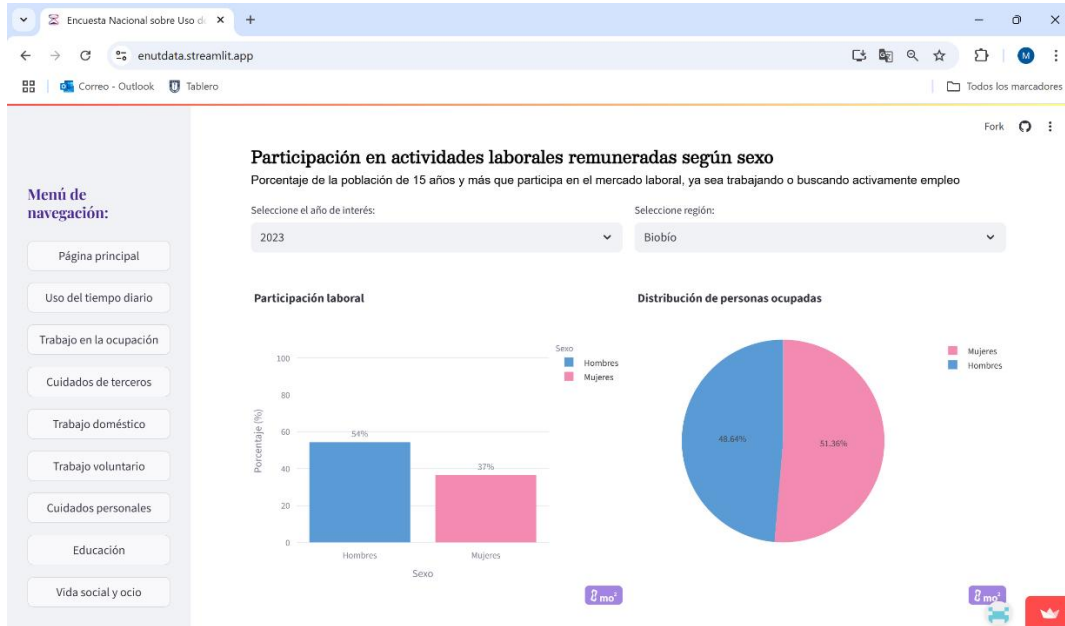 Encuesta Nacional sobre Uso de
enutdata.streamlit.app
M
Correo - Outlook
Tablero
Todos los marcadores
Fork
Menú de
navegación:
Página principal
Uso del tiempo diario
Trabajo en la ocupación
Cuidados de terceros
Trabajo doméstico
Trabajo voluntario
Cuidados personales
Educación
Vida social y ocio
Participación en actividades laborales remuneradas según sexo
Porcentaje de la población de 15 años y más que participa en el mercado laboral, ya sea trabajando o buscando activamente empleo
Seleccione el año de interés:
2023
Seleccione región:
Biobío
Participación laboral
Sexo
Hombres
Mujeres
Porcentaje (%)
100
80
60
40
20
0
54%
37%
Hombres
Mujeres
Sexo
mo²
Distribución de personas ocupadas
Mujeres
Hombres
48.64%
51.36%
mo²